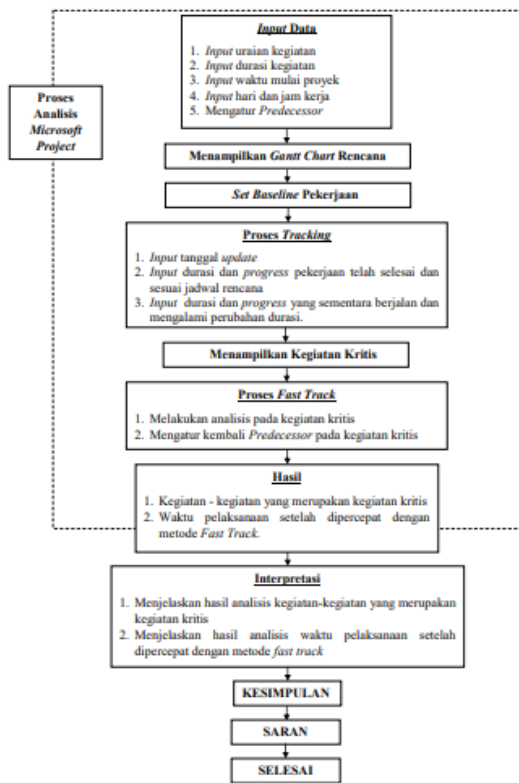 Input Data
1. Input uraian kegiatan
2. Input durasi kegiatan
3. Input waktu mulai proyek
4. Input hari dan jam kerja
5. Mengatur Predecessor
Proses
Analisis
Microsoft
Project
Menampilkan Gantt Chart Rencana
Set Baseline Pekerjaan
Proses Tracking
1. Input tanggal update
2. Input durasi dan progress pekerjaan telah selesai dan
sesuai jadwal rencana
3. Input durasi dan progress yang sementara berjalan dan
mengalami perubahan durasi.
Menampilkan Kegiatan Kritis
Proses Fast Track
1. Melakukan analisis pada kegiatan kritis
2. Mengatur kembali Predecessor pada kegiatan kritis
Hasil
1. Kegiatan - kegiatan yang merupakan kegiatan kritis
2. Waktu pelaksanaan setelah dipercepat dengan
metode Fast Track.
Interpretasi
1. Menjelaskan hasil analisis kegiatan-kegiatan yang merupakan
kegiatan kritis
2. Menjelaskan hasil analisis waktu pelaksanaan setelah
dipercepat dengan metode fast track
KESIMPULAN
SARAN
SELESAI